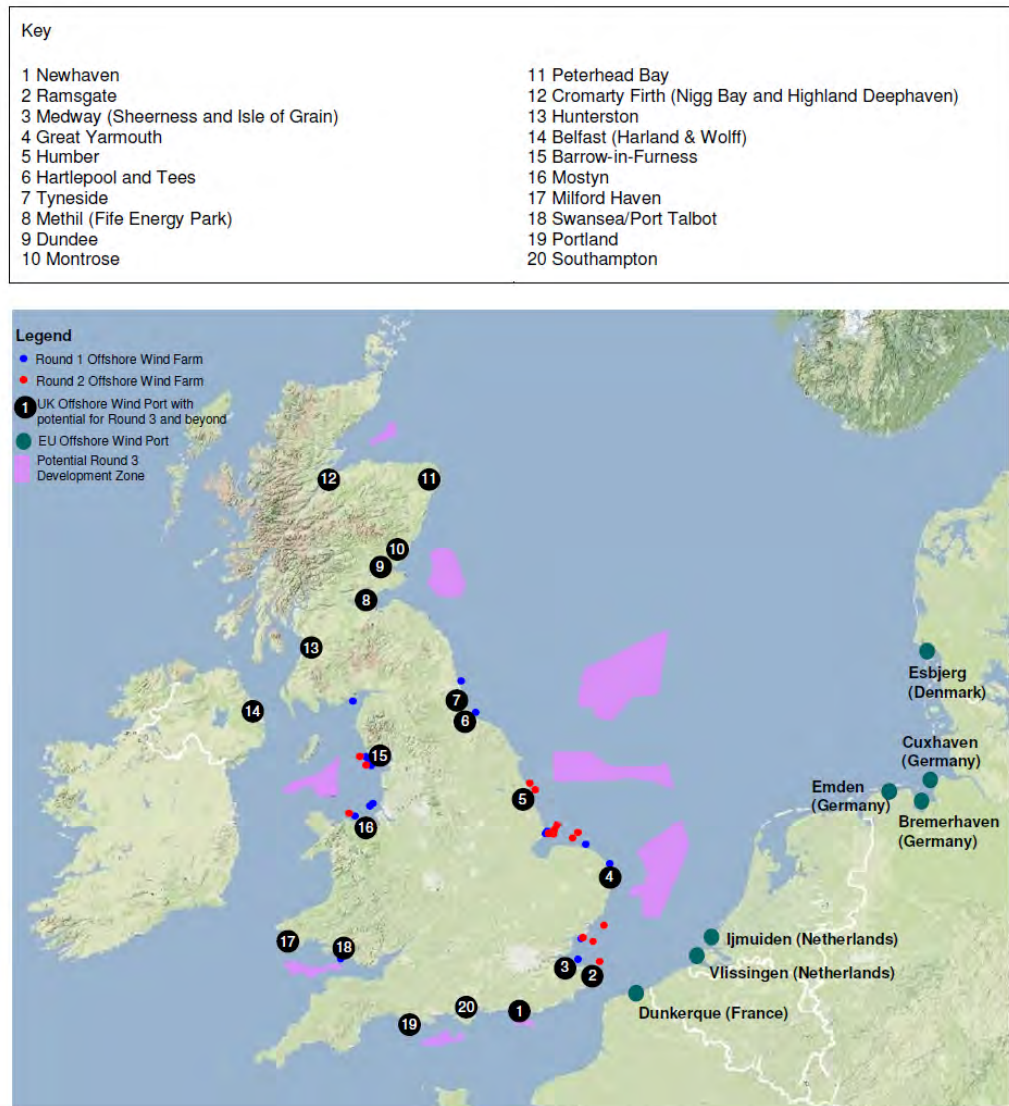 Key
1 Newhaven
2 Ramsgate
3 Medway (Sheerness and Isle of Grain)
4 Great Yarmouth
5 Humber
6 Hartlepool and Tees
7 Tyneside
8 Methil (Fife Energy Park)
9 Dundee
10 Montrose
11 Peterhead Bay
12 Cromarty Firth (Nigg Bay and Highland Deephaven)
13 Hunterston
14 Belfast (Harland & Wolff)
15 Barrow-in-Furness
16 Mostyn
17 Milford Haven
18 Swansea/Port Talbot
19 Portland
20 Southampton
Legend
Round 1 Offshore Wind Farm
Round 2 Offshore Wind Farm
1 UK Offshore Wind Port with
potential for Round 3 and beyond
EU Offshore Wind Port
Potential Round 3
Development Zone
12
11
10
9
8
13
7
14
6
15
5
16
4
17
18
3
2
20
1
19
Esbjerg
(Denmark)
Cuxhaven
(Germany)
Emden
(Germany)
Bremerhaven
(Germany)
Ijmuiden (Netherlands)
Vlissingen (Netherlands)
Dunkerque (France)